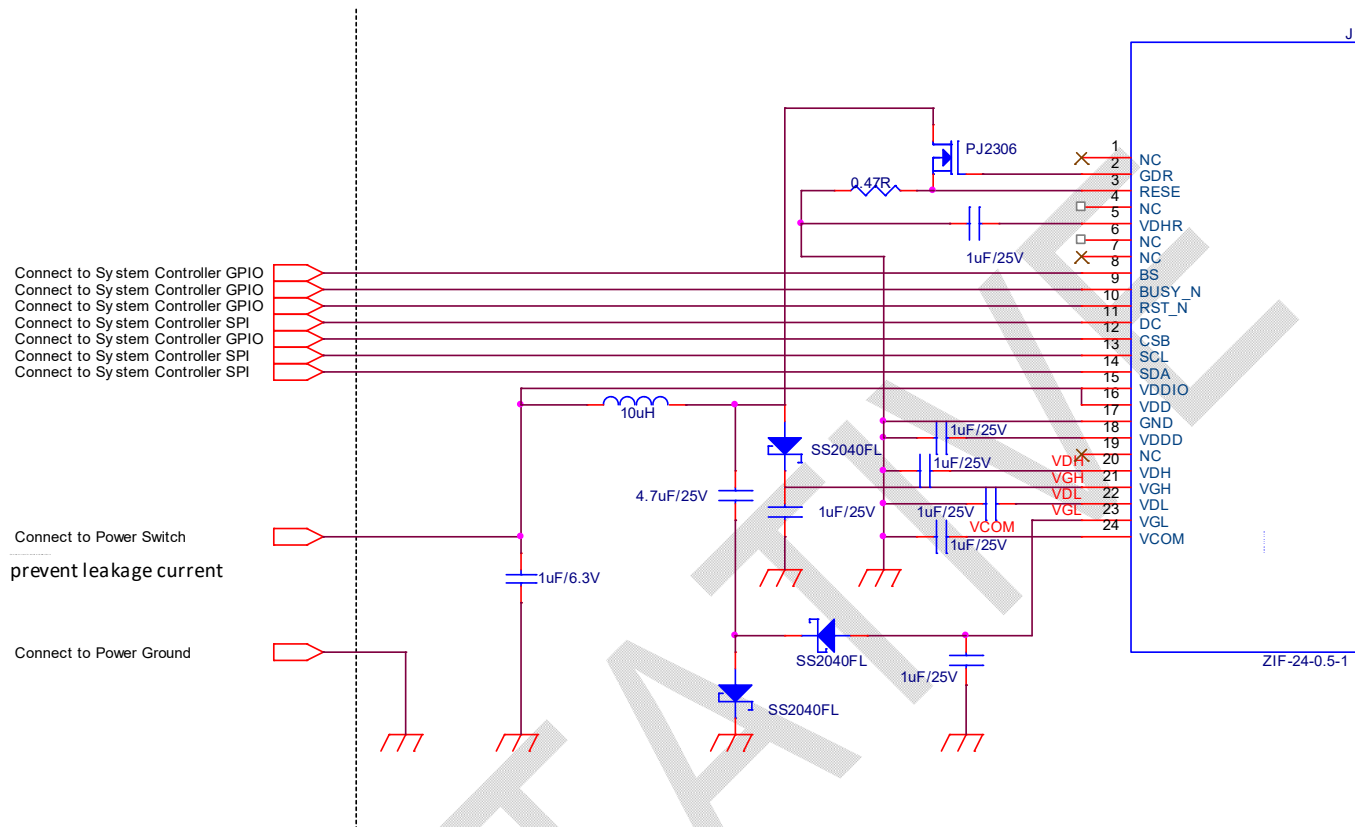 J
PJ2306
0.47R
1uF/25V
1 NC
2 GDR
3 RESE
4 NC
5 VDHR
6 NC
7 NC
8 BS
9 BUSY_N
10 RST_N
11 DC
12 CSB
13 SCL
14 SDA
15 VDDIO
16 VDD
17 GND
18 VDDD
19 NC
20 VDH
21 VGH
22 VDL
23 VGL
24 VCOM
Connect to System Controller GPIO
Connect to System Controller GPIO
Connect to System Controller GPIO
Connect to System Controller SPI
Connect to System Controller GPIO
Connect to System Controller SPI
Connect to System Controller SPI
10uH
SS2040FL
4.7uF/25V
1uF/25V
1uF/25V
1uF/25V
1uF/25V
1uF/25V
VDH
VGH
VDL
VGL
VCOM
Connect to Power Switch
prevent leakage current
1uF/6.3V
Connect to Power Ground
SS2040FL
1uF/25V
SS2040FL
ZIF-24-0.5-1
TATIVE